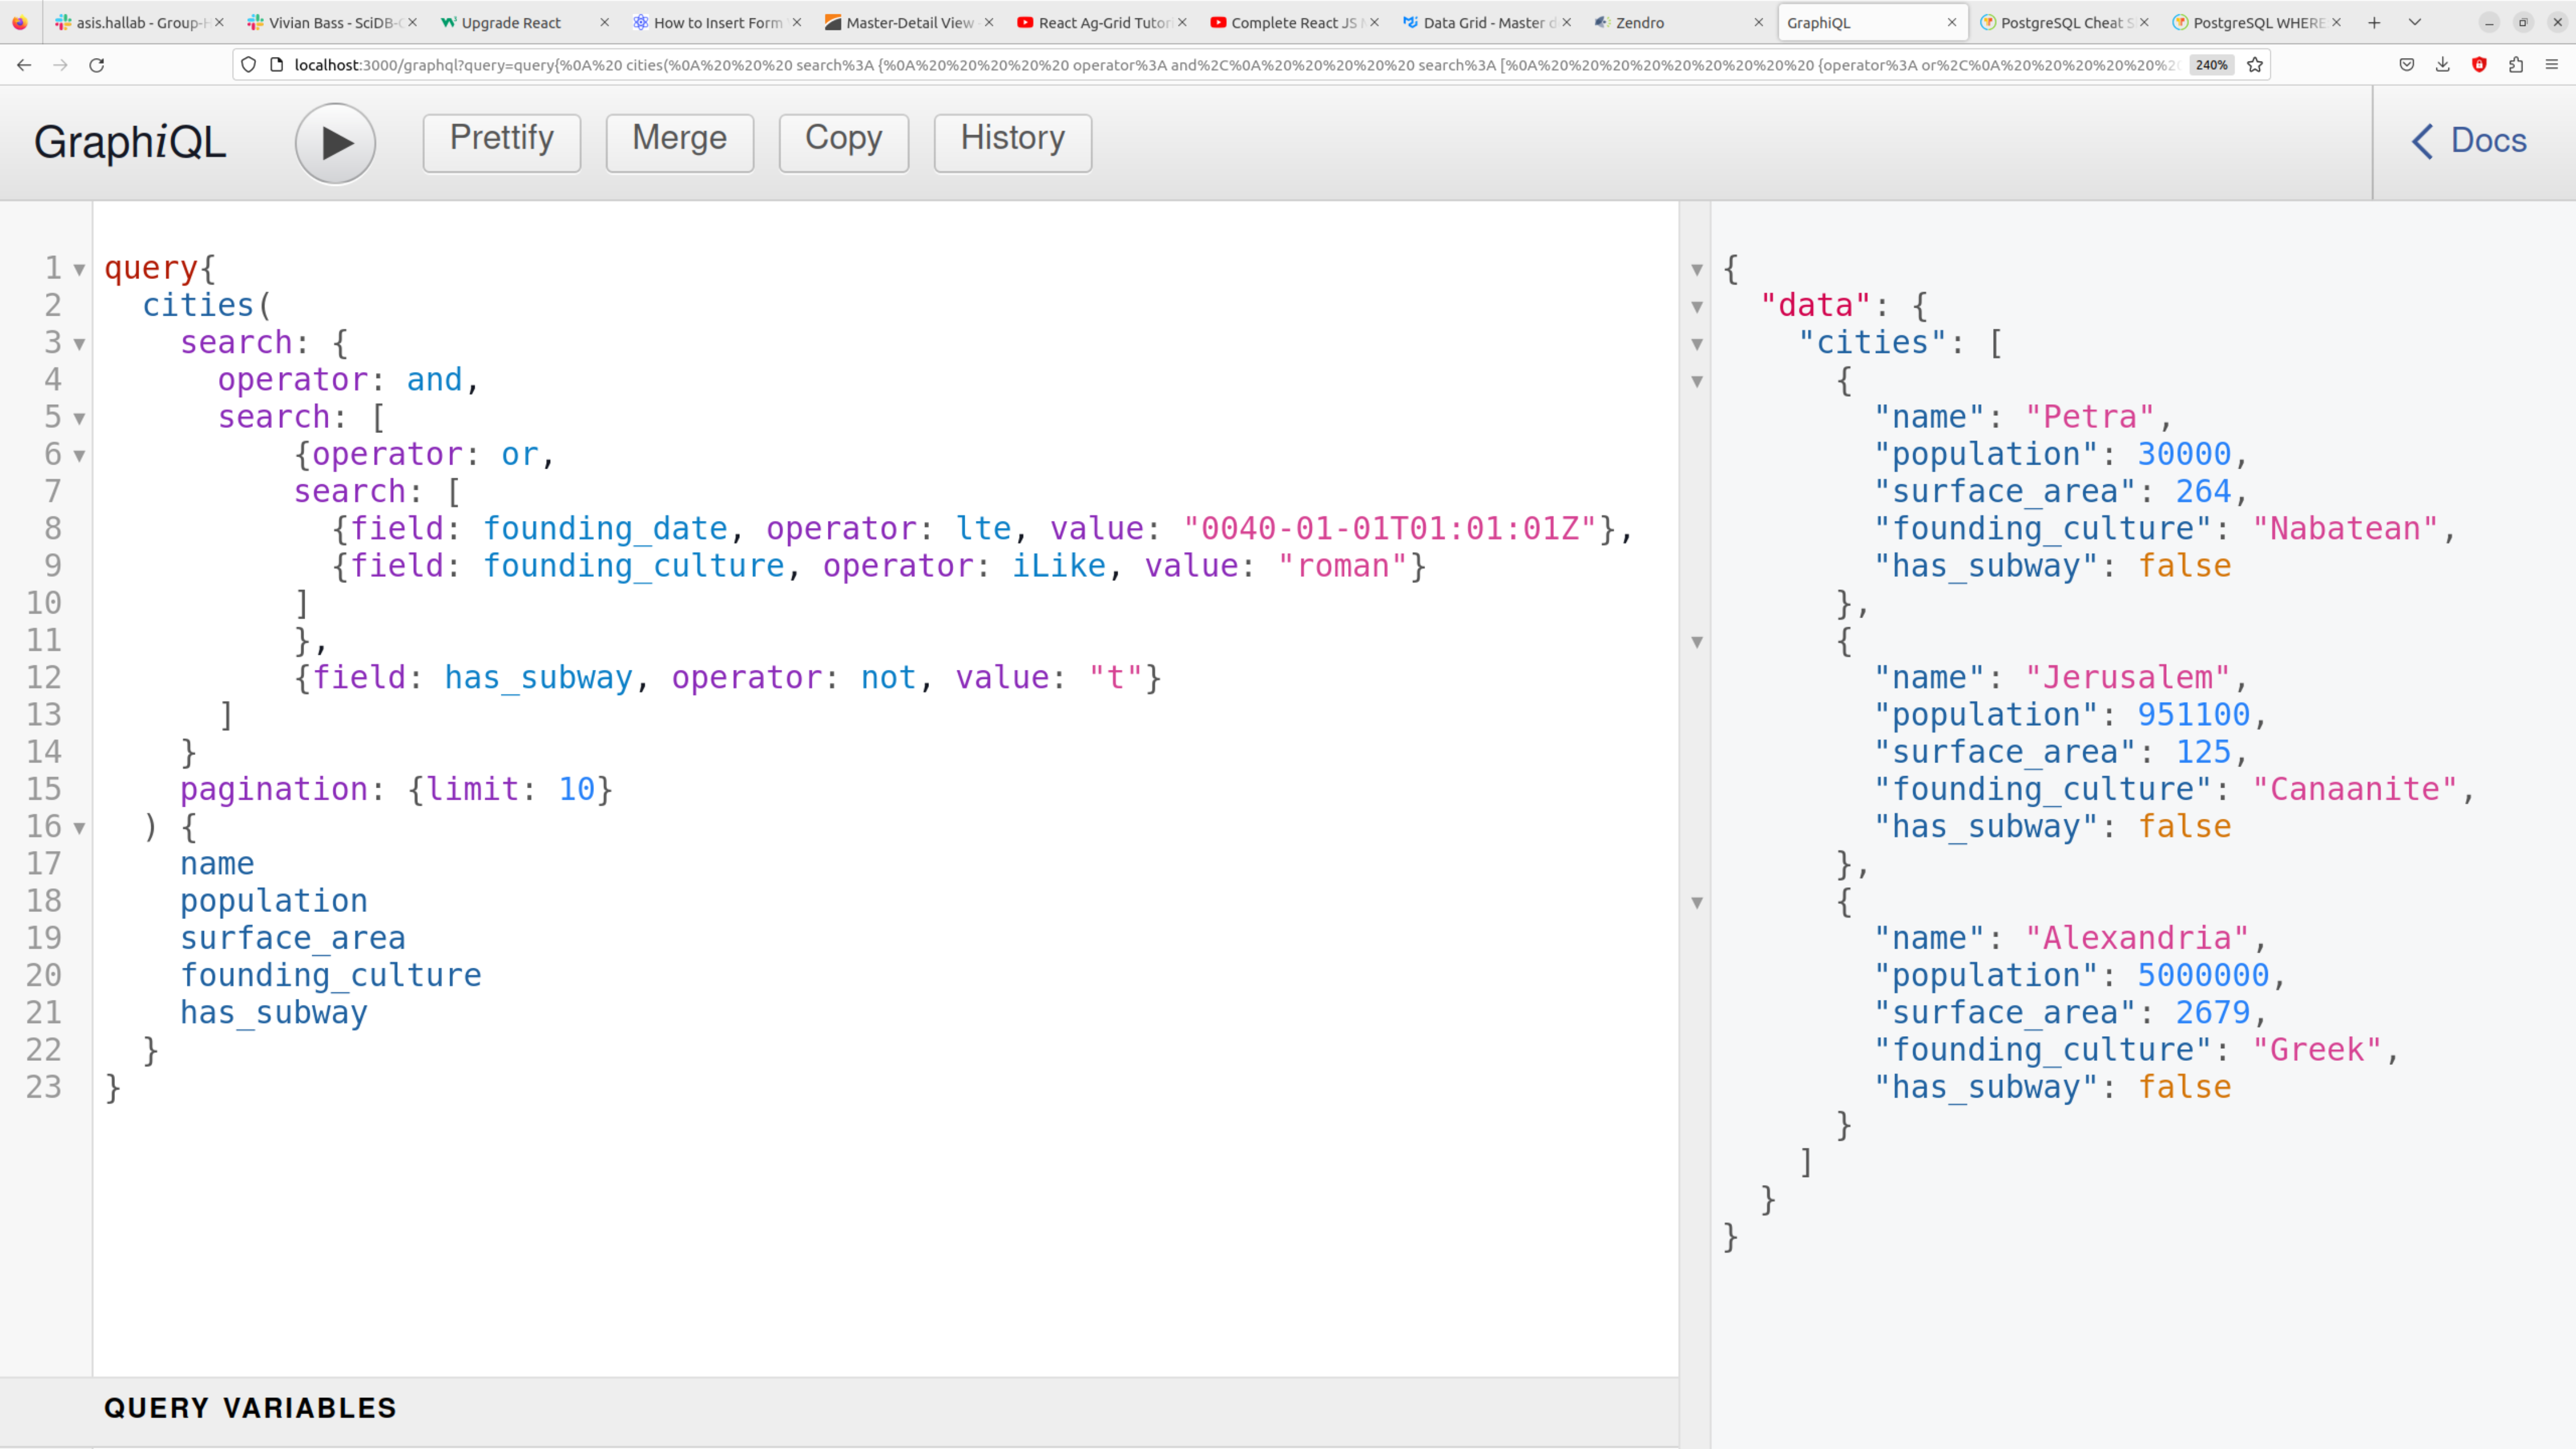 asis.hallab - Group-H
Vivian Bass - SciDB-
Upgrade React
How to Insert Form
Master-Detail View
React Ag-Grid Tutor
Complete React JS
Data Grid - Master d
Zendro
GraphiQL
PostgreSQL Cheat S
PostgreSQL WHERE
localhost:3000/graphql?query=query{%0A%20 cities(%0A%20%20%20 search%3A {%0A%20%20%20%20%20 operator%3A and%2C%0A%20%20%20%20%20 search%3A [%0A%20%20%20%20%20%20%20%20%20 {operator%3A or%2C%0A%20%20%20%20%20%2
240%
GraphiQL
Prettify
Merge
Copy
History
Docs
1 query{
2   cities(
3     search: {
4       operator: and,
5       search: [
6           {operator: or,
7           search: [
8             {field: founding_date, operator: lte, value: "0040-01-01T01:01:01Z"},
9             {field: founding_culture, operator: iLike, value: "roman"}
10           ]
11           },
12           {field: has_subway, operator: not, value: "t"}
13       ]
14     }
15     pagination: {limit: 10}
16   ) {
17     name
18     population
19     surface_area
20     founding_culture
21     has_subway
22   }
23 }
{
  "data": {
    "cities": [
      {
        "name": "Petra",
        "population": 30000,
        "surface_area": 264,
        "founding_culture": "Nabatean",
        "has_subway": false
      },
      {
        "name": "Jerusalem",
        "population": 951100,
        "surface_area": 125,
        "founding_culture": "Canaanite",
        "has_subway": false
      },
      {
        "name": "Alexandria",
        "population": 5000000,
        "surface_area": 2679,
        "founding_culture": "Greek",
        "has_subway": false
      }
    ]
  }
}
QUERY VARIABLES